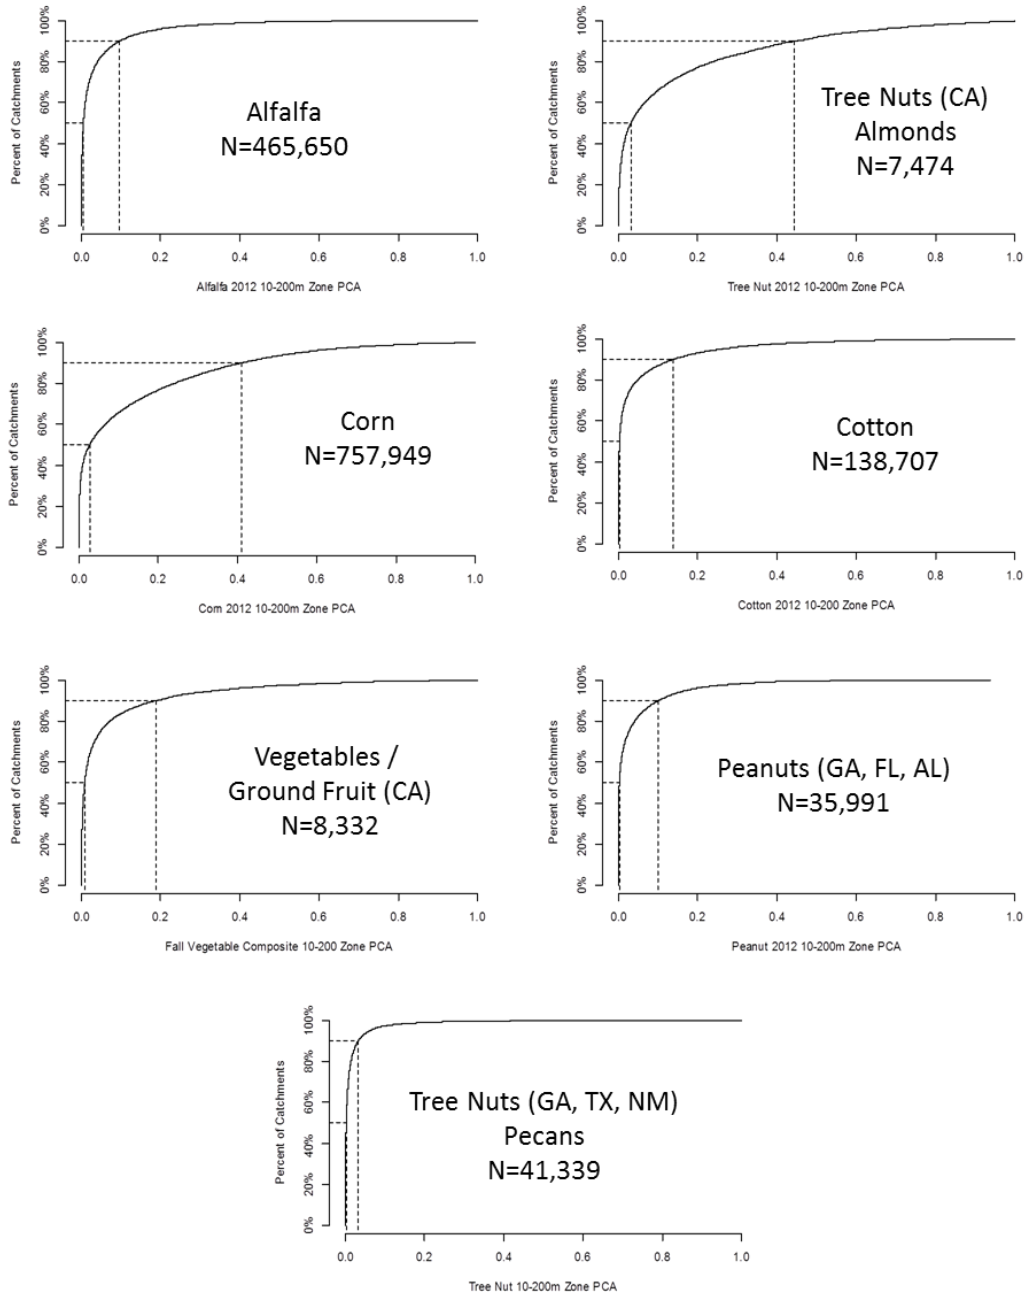 100%
80%
60%
40%
20%
0%
Percent of Catchments
Alfalfa
N=465,650
0.0 0.2 0.4 0.6 0.8 1.0
Alfalfa 2012 10-200m Zone PCA
100%
80%
60%
40%
20%
0%
Percent of Catchments
Tree Nuts (CA)
Almonds
N=7,474
0.0 0.2 0.4 0.6 0.8 1.0
Tree Nut 2012 10-200m Zone PCA
100%
80%
60%
40%
20%
0%
Percent of Catchments
Corn
N=757,949
0.0 0.2 0.4 0.6 0.8 1.0
Corn 2012 10-200m Zone PCA
100%
80%
60%
40%
20%
0%
Percent of Catchments
Cotton
N=138,707
0.0 0.2 0.4 0.6 0.8 1.0
Cotton 2012 10-200 Zone PCA
100%
80%
60%
40%
20%
0%
Percent of Catchments
Vegetables /
Ground Fruit (CA)
N=8,332
0.0 0.2 0.4 0.6 0.8 1.0
Fall Vegetable Composite 10-200 Zone PCA
100%
80%
60%
40%
20%
0%
Percent of Catchments
Peanuts (GA, FL, AL)
N=35,991
0.0 0.2 0.4 0.6 0.8 1.0
Peanut 2012 10-200m Zone PCA
100%
80%
60%
40%
20%
0%
Percent of Catchments
Tree Nuts (GA, TX, NM)
Pecans
N=41,339
0.0 0.2 0.4 0.6 0.8 1.0
Tree Nut 10-200m Zone PCA